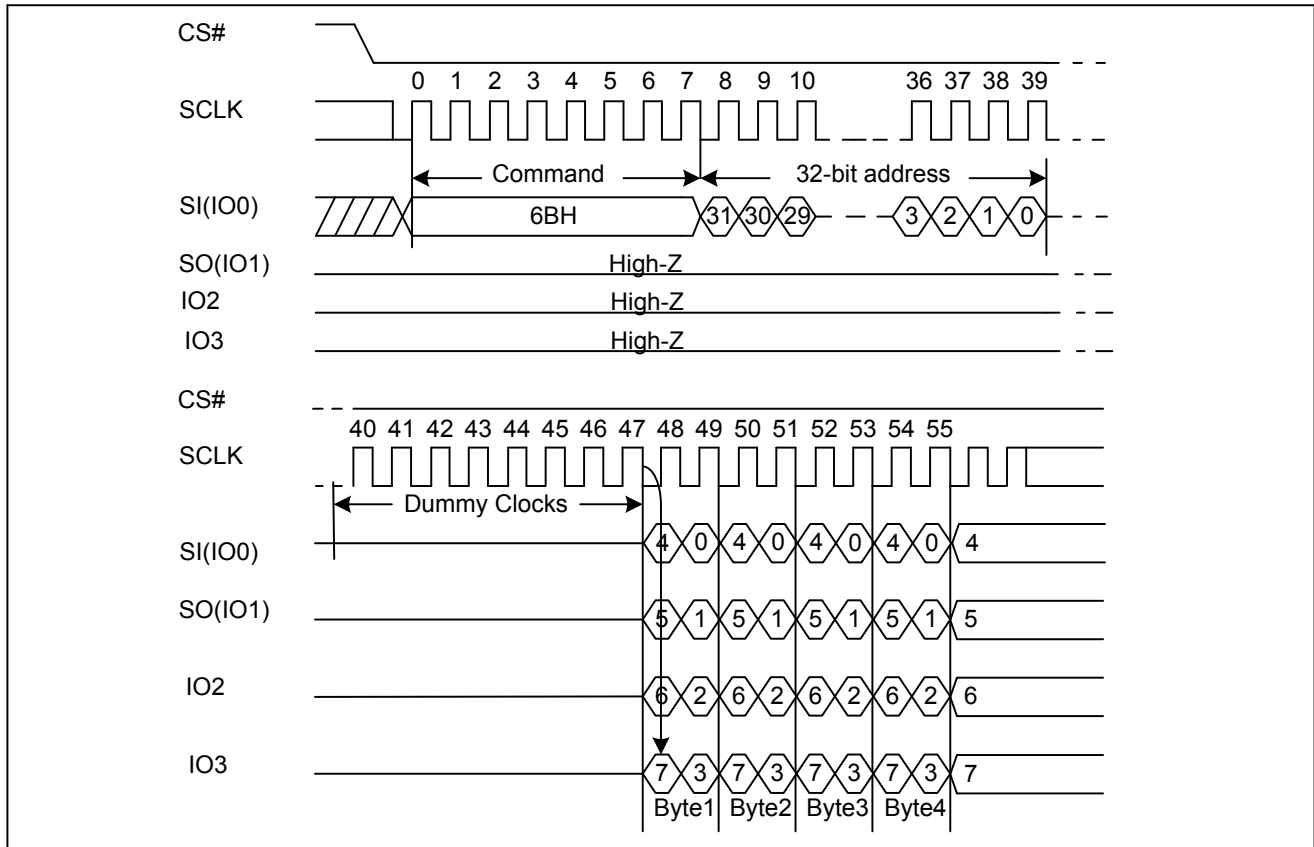 CS#
0 1 2 3 4 5 6 7 8 9 10 36 37 38 39
SCLK
Command 32-bit address
SI(IO0) 6BH 31 30 29 3 2 1 0
SO(IO1) High-Z
IO2 High-Z
IO3 High-Z
CS#
40 41 42 43 44 45 46 47 48 49 50 51 52 53 54 55
SCLK
Dummy Clocks
SI(IO0) 4 0 4 0 4 0 4 0 4
SO(IO1) 5 1 5 1 5 1 5 1 5
IO2 6 2 6 2 6 2 6 2 6
IO3 7 3 7 3 7 3 7 3 7
Byte1 Byte2 Byte3 Byte4